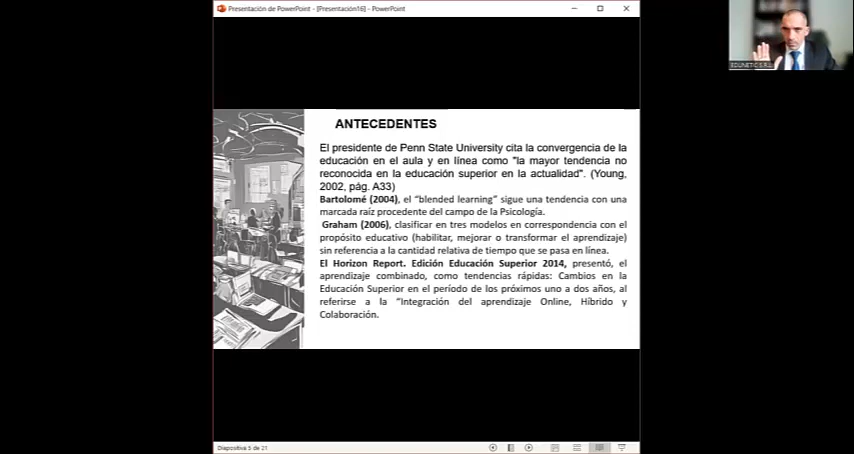 Presentación de PowerPoint - [Presentación16] - PowerPoint
EDUNETIC S.R.L.
ANTECEDENTES
El presidente de Penn State University cita la convergencia de la
educación en el aula y en línea como "la mayor tendencia no
reconocida en la educación superior en la actualidad". (Young,
2002, pág. A33)
Bartolomé (2004), el “blended learning” sigue una tendencia con una
marcada raíz procedente del campo de la Psicología.
Graham (2006), clasificar en tres modelos en correspondencia con el
propósito educativo (habilitar, mejorar o transformar el aprendizaje)
sin referencia a la cantidad relativa de tiempo que se pasa en línea.
El Horizon Report. Edición Educación Superior 2014, presentó, el
aprendizaje combinado, como tendencias rápidas: Cambios en la
Educación Superior en el período de los próximos uno a dos años, al
referirse a la “Integración del aprendizaje Online, Híbrido y
Colaboración.
Diapositiva 5 de 21